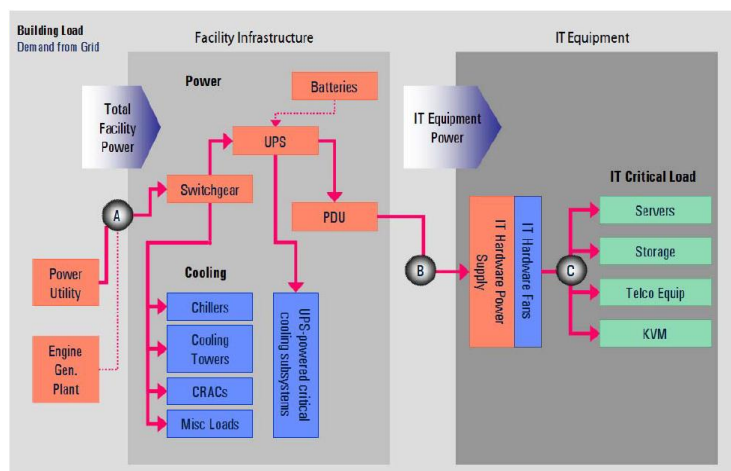 Building Load
Demand from Grid
Facility Infrastructure
IT Equipment
Power
Batteries
Total
Facility
Power
IT Equipment
Power
UPS
Switchgear
IT Critical Load
A
PDU
Servers
B
IT Hardware Power
Supply
IT Hardware Fans
C
Storage
Power
Utility
Cooling
Telco Equip
Chillers
UPS-powered critical
cooling subsystems
KVM
Cooling
Towers
Engine
Gen.
Plant
CRACs
Misc Loads